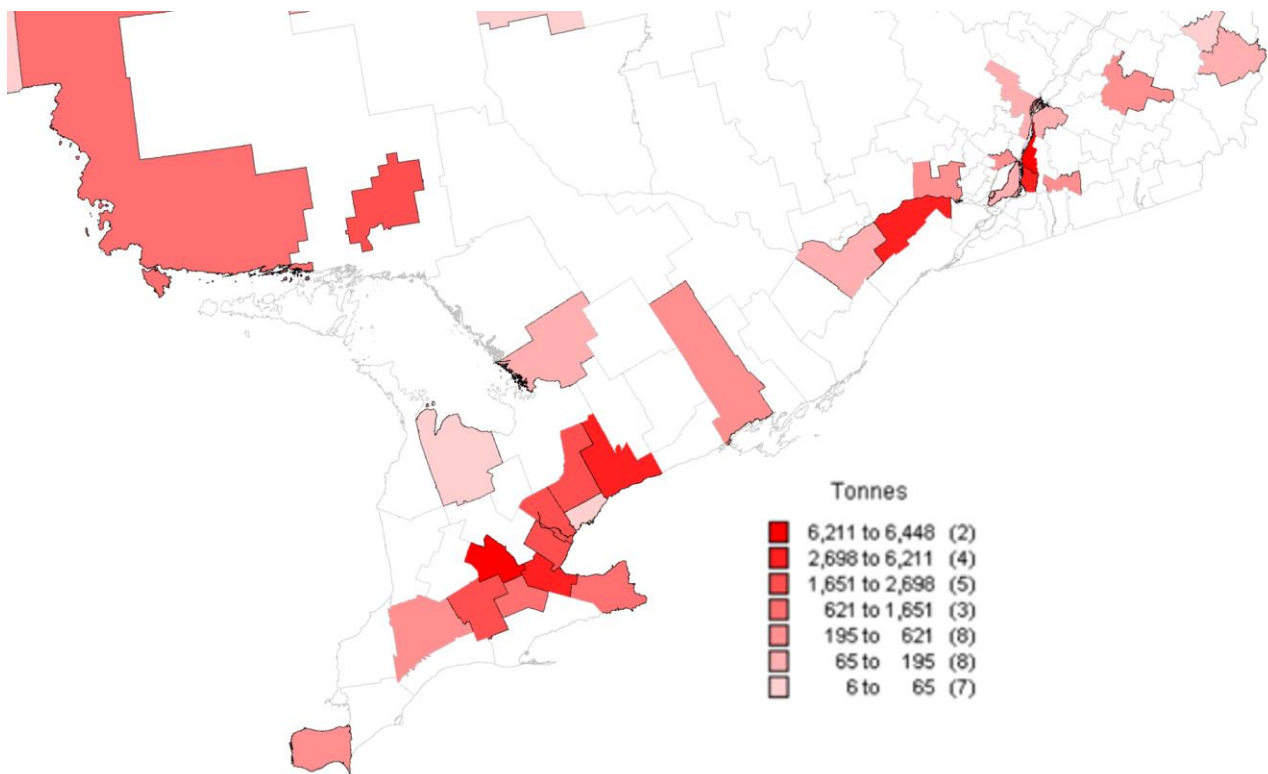 Tonnes
6,211 to 6,448 (2)
2,698 to 6,211 (4)
1,651 to 2,698 (5)
621 to 1,651 (3)
195 to 621 (8)
65 to 195 (8)
6 to 65 (7)